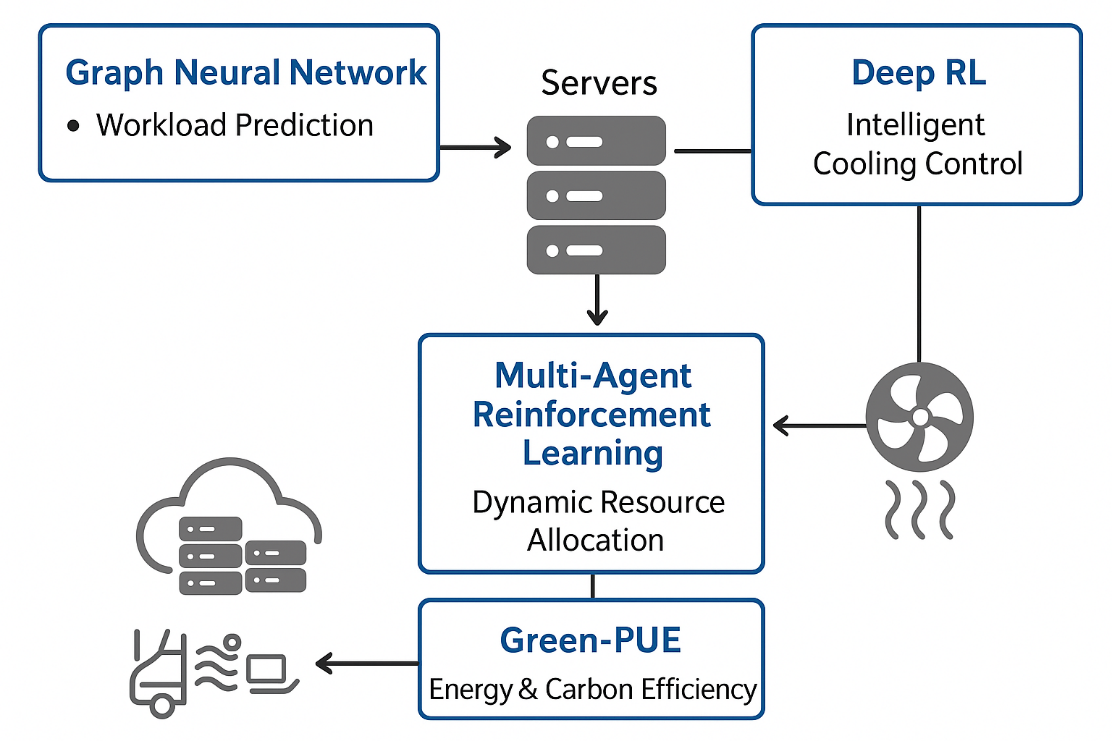 Graph Neural Network
• Workload Prediction
Servers
Deep RL
Intelligent
Cooling Control
Multi-Agent
Reinforcement
Learning
Dynamic Resource
Allocation
Green-PUE
Energy & Carbon Efficiency